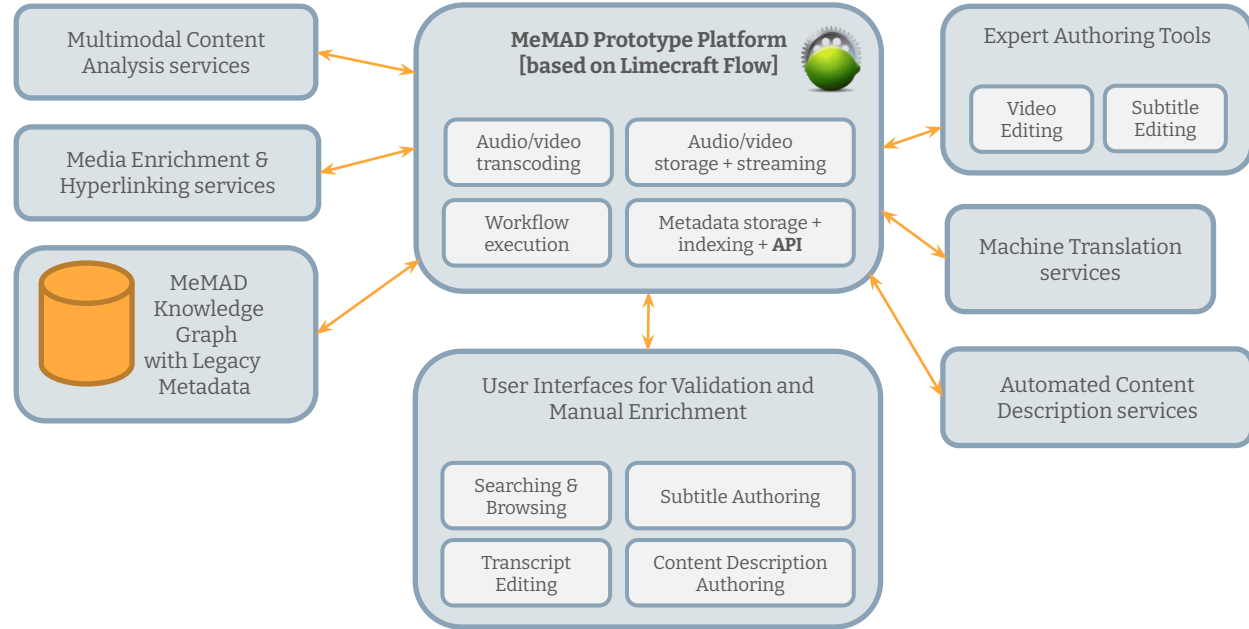 Multimodal Content
Analysis services
Media Enrichment &
Hyperlinking services
MeMAD
Knowledge
Graph
with Legacy
Metadata
MeMAD Prototype Platform
[based on Limecraft Flow]
Audio/video
transcoding
Audio/video
storage + streaming
Workflow
execution
Metadata storage +
indexing + API
User Interfaces for Validation and
Manual Enrichment
Searching &
Browsing
Subtitle Authoring
Transcript
Editing
Content Description
Authoring
Expert Authoring Tools
Video
Editing
Subtitle
Editing
Machine Translation
services
Automated Content
Description services